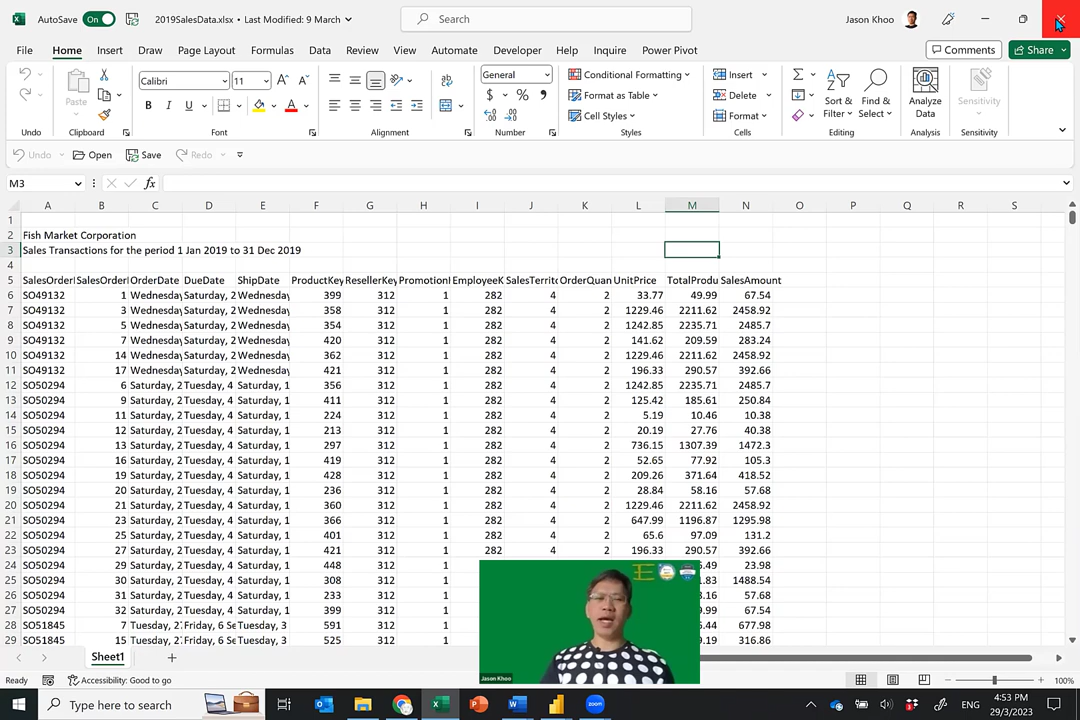 AutoSave On 2019SalesData.xlsx • Last Modified: 9 March Search Jason Khoo
File Home Insert Draw Page Layout Formulas Data Review View Automate Developer Help Inquire Power Pivot Comments Share
Calibri 11 General Conditional Formatting Insert
Paste Format as Table Delete Sort & Filter Find & Select Analyze Data Sensitivity
B I U A $ % Cell Styles Format
Undo Clipboard Font Alignment Number Styles Cells Editing Analysis Sensitivity
Undo Open Save Redo
M3 fx
A B C D E F G H I J K L M N O P Q R S
1
2 Fish Market Corporation
3 Sales Transactions for the period 1 Jan 2019 to 31 Dec 2019
4
5 SalesOrderI SalesOrderI OrderDate DueDate ShipDate ProductKey ResellerKey PromotionI EmployeeK SalesTerrito OrderQuan UnitPrice TotalProdu SalesAmount
6 SO49132 1 Wednesday Saturday, 2 Wednesday 399 312 1 282 4 2 33.77 49.99 67.54
7 SO49132 3 Wednesday Saturday, 2 Wednesday 358 312 1 282 4 2 1229.46 2211.62 2458.92
8 SO49132 5 Wednesday Saturday, 2 Wednesday 354 312 1 282 4 2 1242.85 2235.71 2485.7
9 SO49132 7 Wednesday Saturday, 2 Wednesday 420 312 1 282 4 2 141.62 209.59 283.24
10 SO49132 14 Wednesday Saturday, 2 Wednesday 362 312 1 282 4 2 1229.46 2211.62 2458.92
11 SO49132 17 Wednesday Saturday, 2 Wednesday 421 312 1 282 4 2 196.33 290.57 392.66
12 SO50294 6 Saturday, 2 Tuesday, 4 Saturday, 1 356 312 1 282 4 2 1242.85 2235.71 2485.7
13 SO50294 9 Saturday, 2 Tuesday, 4 Saturday, 1 411 312 1 282 4 2 125.42 185.61 250.84
14 SO50294 11 Saturday, 2 Tuesday, 4 Saturday, 1 224 312 1 282 4 2 5.19 10.46 10.38
15 SO50294 12 Saturday, 2 Tuesday, 4 Saturday, 1 213 312 1 282 4 2 20.19 27.76 40.38
16 SO50294 13 Saturday, 2 Tuesday, 4 Saturday, 1 297 312 1 282 4 2 736.15 1307.39 1472.3
17 SO50294 16 Saturday, 2 Tuesday, 4 Saturday, 1 419 312 1 282 4 2 52.65 77.92 105.3
18 SO50294 19 Saturday, 2 Tuesday, 4 Saturday, 1 428 312 1 282 4 2 209.26 371.64 418.52
19 SO50294 20 Saturday, 2 Tuesday, 4 Saturday, 1 236 312 1 282 4 2 28.84 58.16 57.68
20 SO50294 21 Saturday, 2 Tuesday, 4 Saturday, 1 360 312 1 282 4 2 1229.46 2211.62 2458.92
21 SO50294 23 Saturday, 2 Tuesday, 4 Saturday, 1 366 312 1 282 4 2 647.99 1196.87 1295.98
22 SO50294 25 Saturday, 2 Tuesday, 4 Saturday, 1 401 312 1 282 4 2 65.6 97.09 131.2
23 SO50294 27 Saturday, 2 Tuesday, 4 Saturday, 1 421 312 1 282 4 2 196.33 290.57 392.66
24 SO50294 29 Saturday, 2 Tuesday, 4 Saturday, 1 448 312 1 5.49 23.98
25 SO50294 30 Saturday, 2 Tuesday, 4 Saturday, 1 308 312 1 1.83 1488.54
26 SO50294 31 Saturday, 2 Tuesday, 4 Saturday, 1 233 312 1 3.16 57.68
27 SO50294 32 Saturday, 2 Tuesday, 4 Saturday, 1 399 312 1 9.99 67.54
28 SO51845 7 Tuesday, 27 Friday, 6 Se Tuesday, 3 591 312 1 5.44 677.98
29 SO51845 15 Tuesday, 27 Friday, 6 Se Tuesday, 3 525 312 1 9.19 316.86
Jason Khoo
Sheet1
Ready Accessibility: Good to go 100%
Type here to search ENG 4:53 PM
29/3/2023